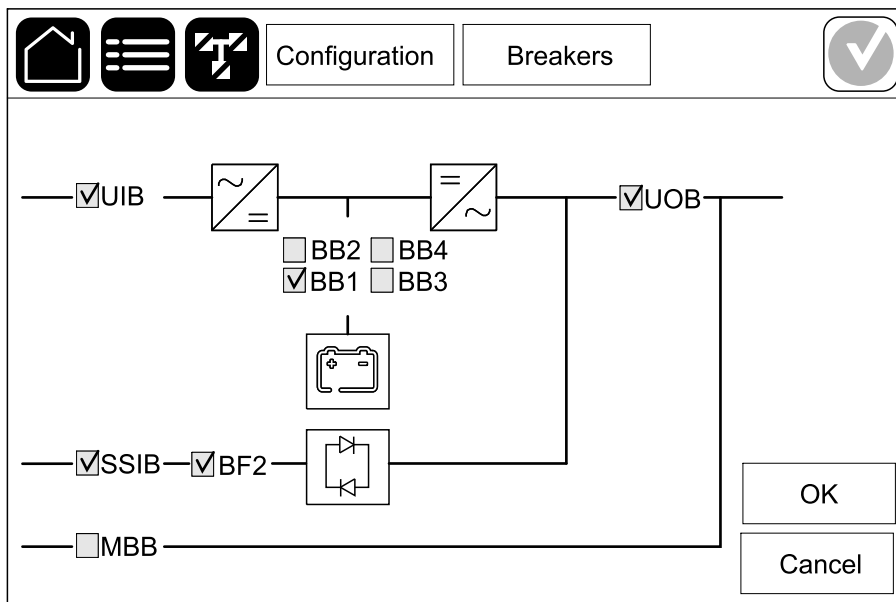 Configuration
Breakers
UIB
UOB
BB2 BB4
BB1 BB3
SSIB BF2
MBB
OK
Cancel